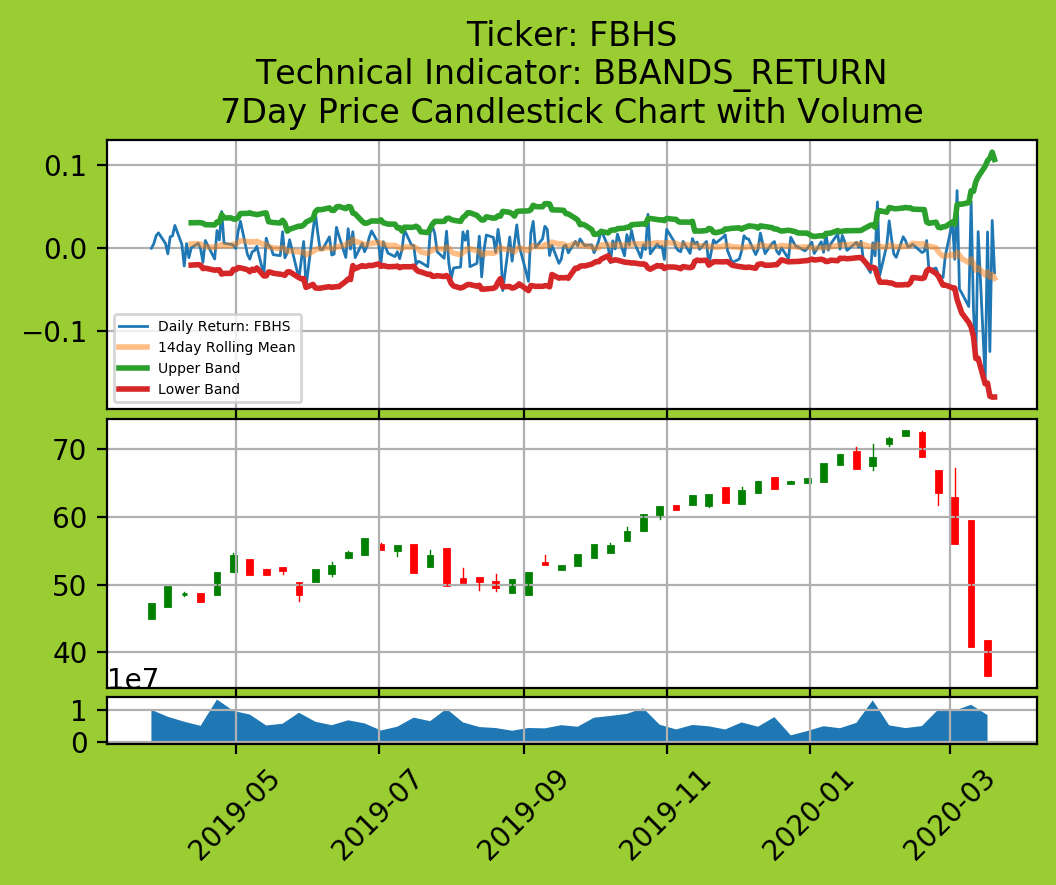 Ticker: FBHS
Technical Indicator: BBANDS_RETURN
7Day Price Candlestick Chart with Volume
0.1
0.0
−0.1
Daily Return: FBHS
14day Rolling Mean
Upper Band
Lower Band
70
60
50
40
1e7
1
0
2019-05
2019-07
2019-09
2019-11
2020-01
2020-03